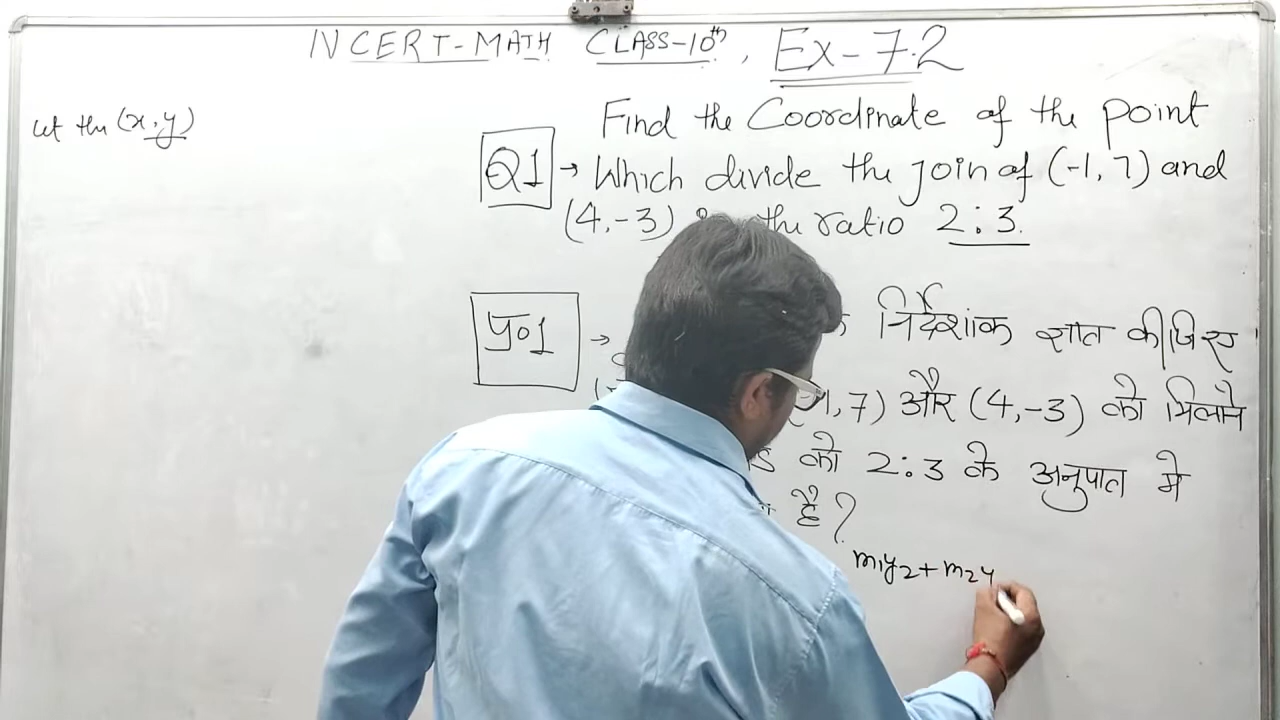 NCERT-MATH CLASS-10th, Ex-7.2
Let the (x,y)
Find the Coordinate of the point
Q1 → Which divide the join of (-1,7) and
(4,-3) the ratio 2:3.
प्र01 → निर्देशांक ज्ञात कीजिए
1,7) और (4,-3) को मिलाने
को 2:3 के अनुपात मे
है?
m1y2+m2y